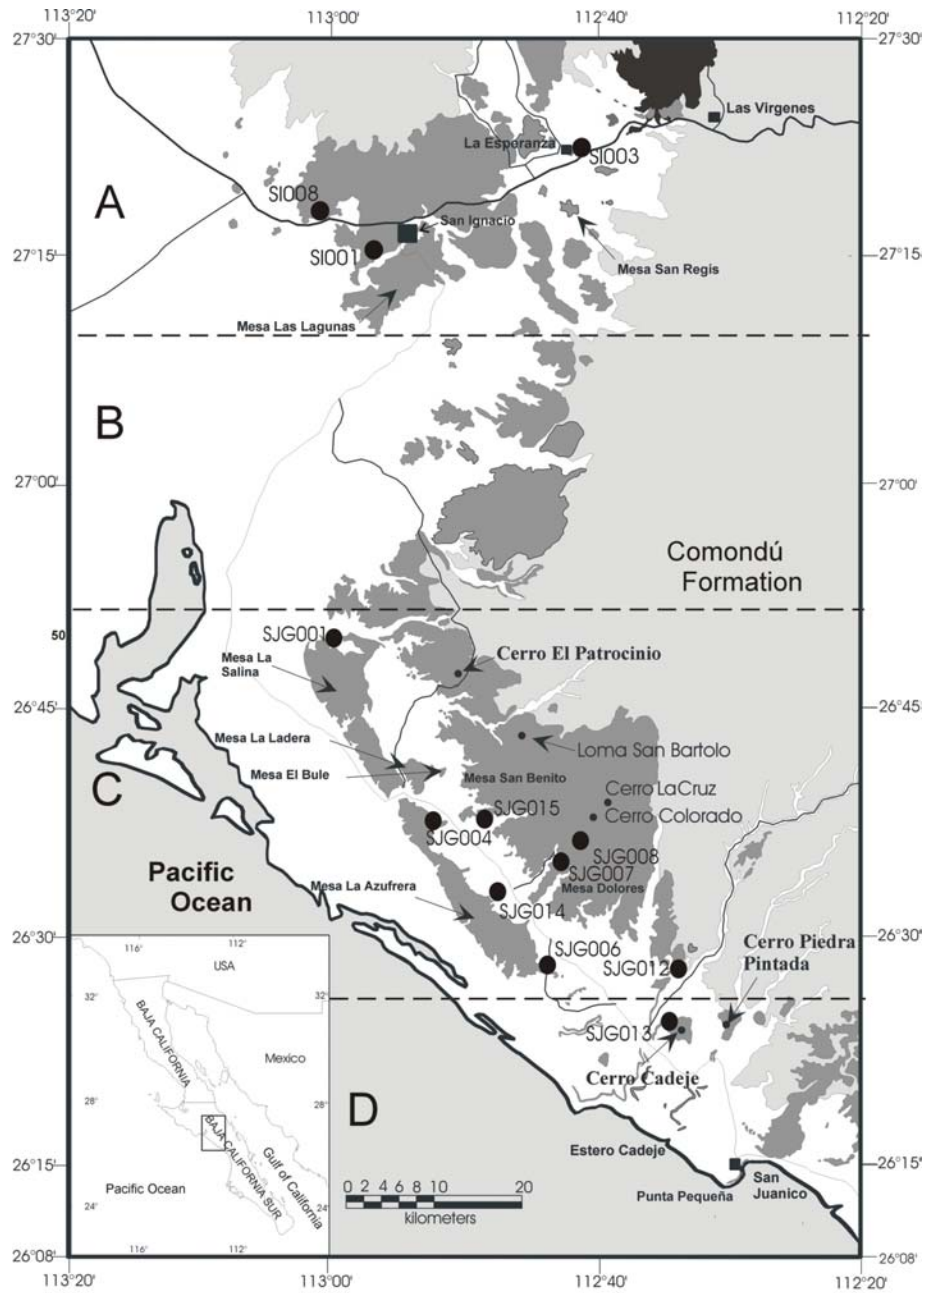 113°20'
113°00'
112°40'
112°20'
27°30'
27°30'
Las Virgenes
La Esperanza
SI003
A
SI008
San Ignacio
27°15'
SI001
Mesa San Regis
27°15'
Mesa Las Lagunas
B
27°00'
27°00'
Comondú
Formation
50
SJG001
Cerro El Patrocinio
Mesa La
Salina
26°45'
26°45'
Mesa La Ladera
Loma San Bartolo
Mesa El Bule
Mesa San Benito
C
Cerro LaCruz
SJG015
Cerro Colorado
SJG004
SJG008
SJG007
Pacific
Ocean
Mesa La Azufrera
Mesa Dolores
SJG014
26°30'
26°30'
SJG006
Cerro Piedra
Pintada
SJG012
116°
112°
USA
32°
32°
SJG013
BAJA CALIFORNIA
Mexico
Cerro Cadeje
D
28°
28°
BAJA CALIFORNIA SUR
Gulf of California
Estero Cadeje
26°15'
26°15'
Pacific Ocean
San
Juanico
Punta Pequeña
24°
24°
0 2 4 6 8 10 20
kilometers
116°
112°
26°08'
26°08'
113°20'
113°00'
112°40'
112°20'